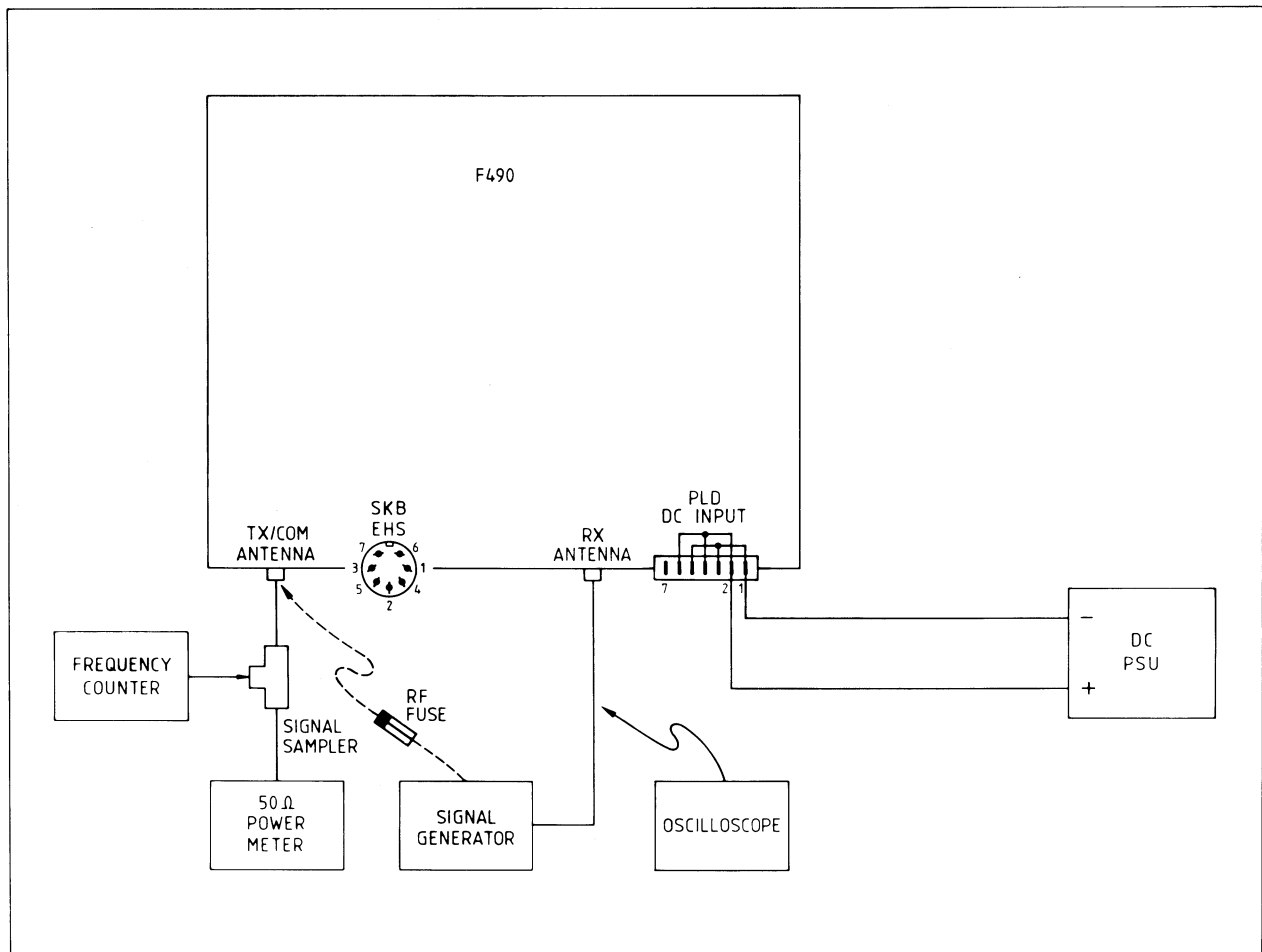 F490
TX/COM
ANTENNA
SKB
EHS
7
6
3
1
5
4
2
RX
ANTENNA
PLD
DC INPUT
7
2
1
FREQUENCY
COUNTER
SIGNAL
SAMPLER
50Ω
POWER
METER
RF
FUSE
SIGNAL
GENERATOR
OSCILLOSCOPE
−
+
DC
PSU